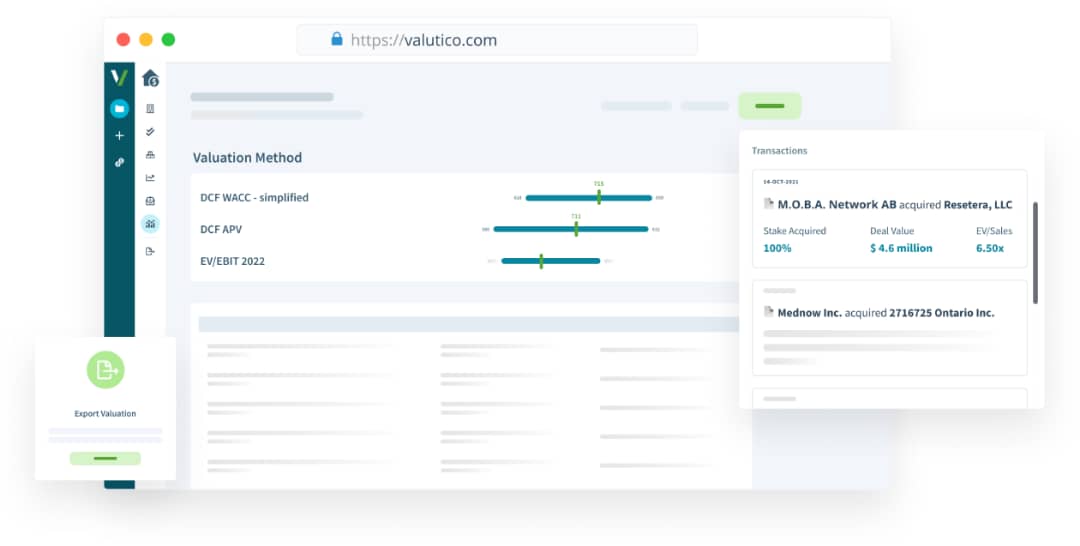 https://valutico.com
Valuation Method
DCF WACC - simplified
715
DCF APV
711
EV/EBIT 2022
Transactions
14-OCT-2021
M.O.B.A. Network AB acquired Resetera, LLC
Stake Acquired Deal Value EV/Sales
100% $ 4.6 million 6.50x
Mednow Inc. acquired 2716725 Ontario Inc.
Export Valuation